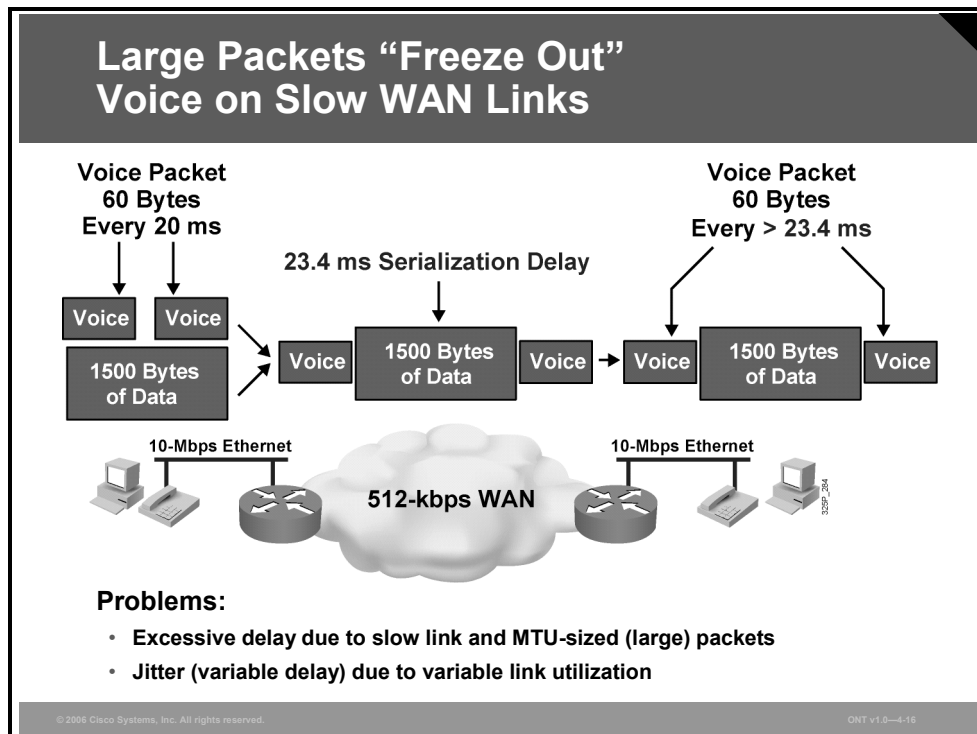 Large Packets “Freeze Out”
Voice on Slow WAN Links
Voice Packet
60 Bytes
Every 20 ms
Voice Packet
60 Bytes
Every > 23.4 ms
23.4 ms Serialization Delay
Voice
Voice
1500 Bytes
of Data
Voice
1500 Bytes
of Data
Voice
Voice
1500 Bytes
of Data
Voice
10-Mbps Ethernet
10-Mbps Ethernet
512-kbps WAN
325P_284
Problems:
• Excessive delay due to slow link and MTU-sized (large) packets
• Jitter (variable delay) due to variable link utilization
© 2006 Cisco Systems, Inc. All rights reserved.
ONT v1.0—4-16